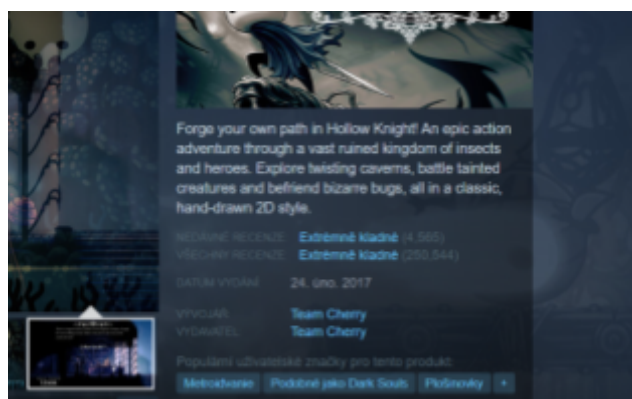 Forge your own path in Hollow Knight! An epic action
adventure through a vast ruined kingdom of insects
and heroes. Explore twisting caverns, battle tainted
creatures and befriend bizarre bugs, all in a classic,
hand-drawn 2D style.
NEDÁVNÉ RECENZE: Extrémně kladné (4,565)
VŠECHNY RECENZE: Extrémně kladné (250,544)
DATUM VYDÁNÍ: 24. úno. 2017
VÝVOJÁŘ: Team Cherry
VYDAVATEL: Team Cherry
Populární uživatelské značky pro tento produkt:
Metroidvanie Podobné jako Dark Souls Plošinovky +